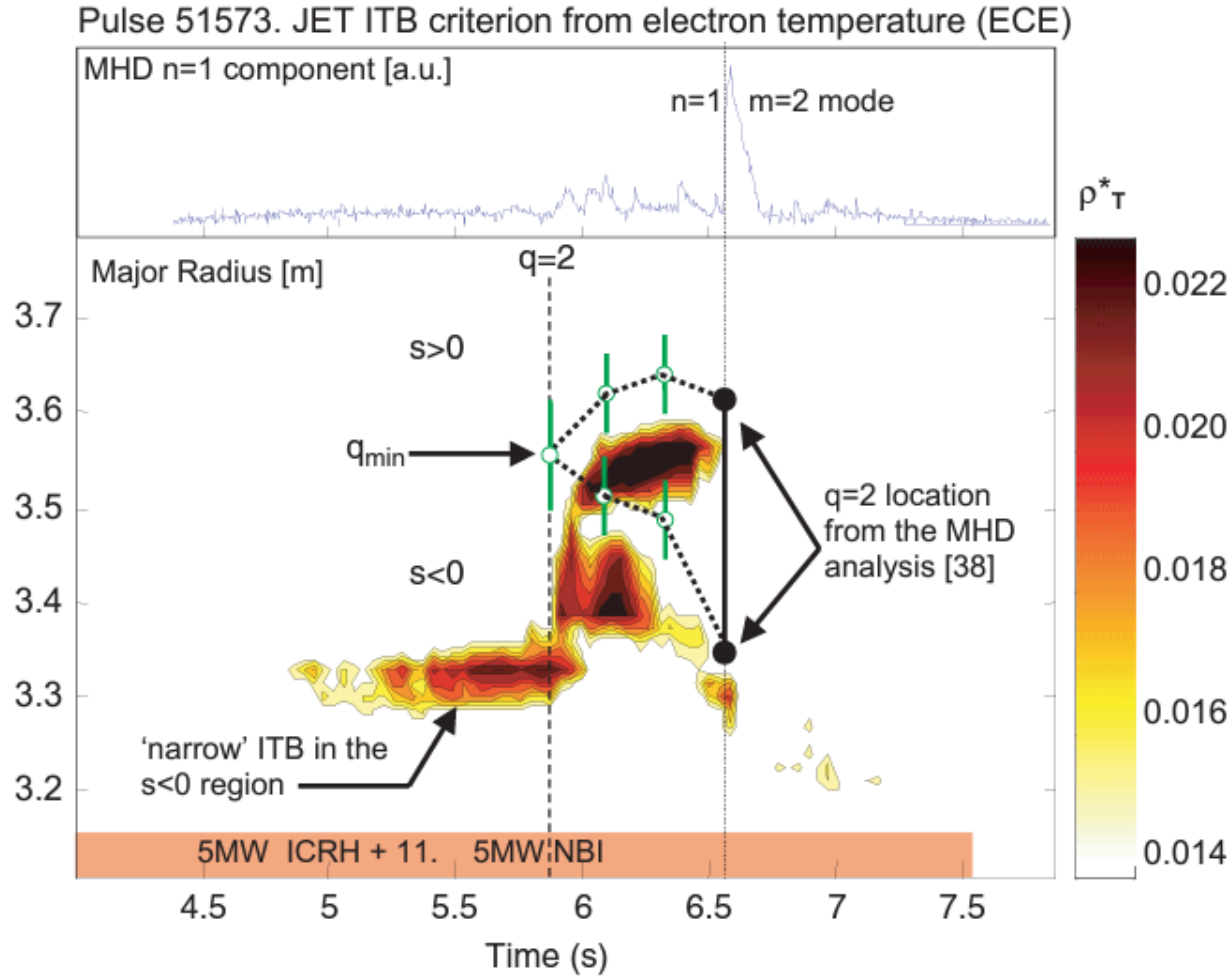 Pulse 51573. JET ITB criterion from electron temperature (ECE)
MHD n=1 component [a.u.]
n=1 m=2 mode
ρ*T
Major Radius [m]
q=2
s>0
qmin
s<0
q=2 location
from the MHD
analysis [38]
'narrow' ITB in the
s<0 region
3.7
3.6
3.5
3.4
3.3
3.2
0.022
0.020
0.018
0.016
0.014
5MW ICRH + 11. 5MW NBI
4.5 5 5.5 6 6.5 7 7.5
Time (s)